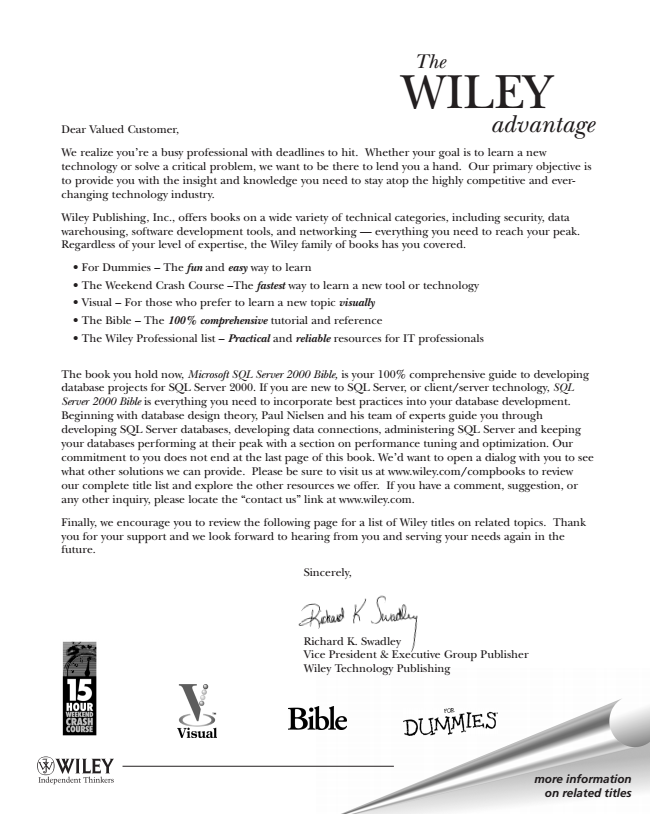 The
WILEY
advantage
Dear Valued Customer,
We realize you’re a busy professional with deadlines to hit.  Whether your goal is to learn a new
technology or solve a critical problem, we want to be there to lend you a hand.  Our primary objective is
to provide you with the insight and knowledge you need to stay atop the highly competitive and ever-
changing technology industry.
Wiley Publishing, Inc., offers books on a wide variety of technical categories, including security, data
warehousing, software development tools, and networking — everything you need to reach your peak.
Regardless of your level of expertise, the Wiley family of books has you covered.
• For Dummies – The fun and easy way to learn
• The Weekend Crash Course –The fastest way to learn a new tool or technology
• Visual – For those who prefer to learn a new topic visually
• The Bible – The 100% comprehensive tutorial and reference
• The Wiley Professional list – Practical and reliable resources for IT professionals
The book you hold now, Microsoft SQL Server 2000 Bible, is your 100% comprehensive guide to developing
database projects for SQL Server 2000. If you are new to SQL Server, or client/server technology, SQL
Server 2000 Bible is everything you need to incorporate best practices into your database development.
Beginning with database design theory, Paul Nielsen and his team of experts guide you through
developing SQL Server databases, developing data connections, administering SQL Server and keeping
your databases performing at their peak with a section on performance tuning and optimization. Our
commitment to you does not end at the last page of this book. We’d want to open a dialog with you to see
what other solutions we can provide.  Please be sure to visit us at www.wiley.com/compbooks to review
our complete title list and explore the other resources we offer.  If you have a comment, suggestion, or
any other inquiry, please locate the “contact us” link at www.wiley.com.
Finally, we encourage you to review the following page for a list of Wiley titles on related topics.  Thank
you for your support and we look forward to hearing from you and serving your needs again in the
future.
Sincerely,
Richard K Swadley
Richard K. Swadley
Vice President & Executive Group Publisher
Wiley Technology Publishing
15
HOUR
WEEKEND
CRASH
COURSE
V
Visual
Bible
FOR
DUMMIES
WILEY
Independent Thinkers
more information
on related titles